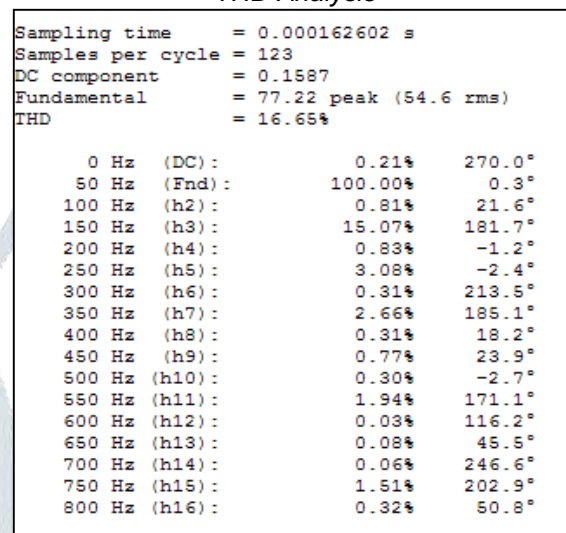 THD Analysis
Sampling time = 0.000162602 s
Samples per cycle = 123
DC component = 0.1587
Fundamental = 77.22 peak (54.6 rms)
THD = 16.65%
0 Hz (DC): 0.21% 270.0°
50 Hz (Fnd): 100.00% 0.3°
100 Hz (h2): 0.81% 21.6°
150 Hz (h3): 15.07% 181.7°
200 Hz (h4): 0.83% -1.2°
250 Hz (h5): 3.08% -2.4°
300 Hz (h6): 0.31% 213.5°
350 Hz (h7): 2.66% 185.1°
400 Hz (h8): 0.31% 18.2°
450 Hz (h9): 0.77% 23.9°
500 Hz (h10): 0.30% -2.7°
550 Hz (h11): 1.94% 171.1°
600 Hz (h12): 0.03% 116.2°
650 Hz (h13): 0.08% 45.5°
700 Hz (h14): 0.06% 246.6°
750 Hz (h15): 1.51% 202.9°
800 Hz (h16): 0.32% 50.8°